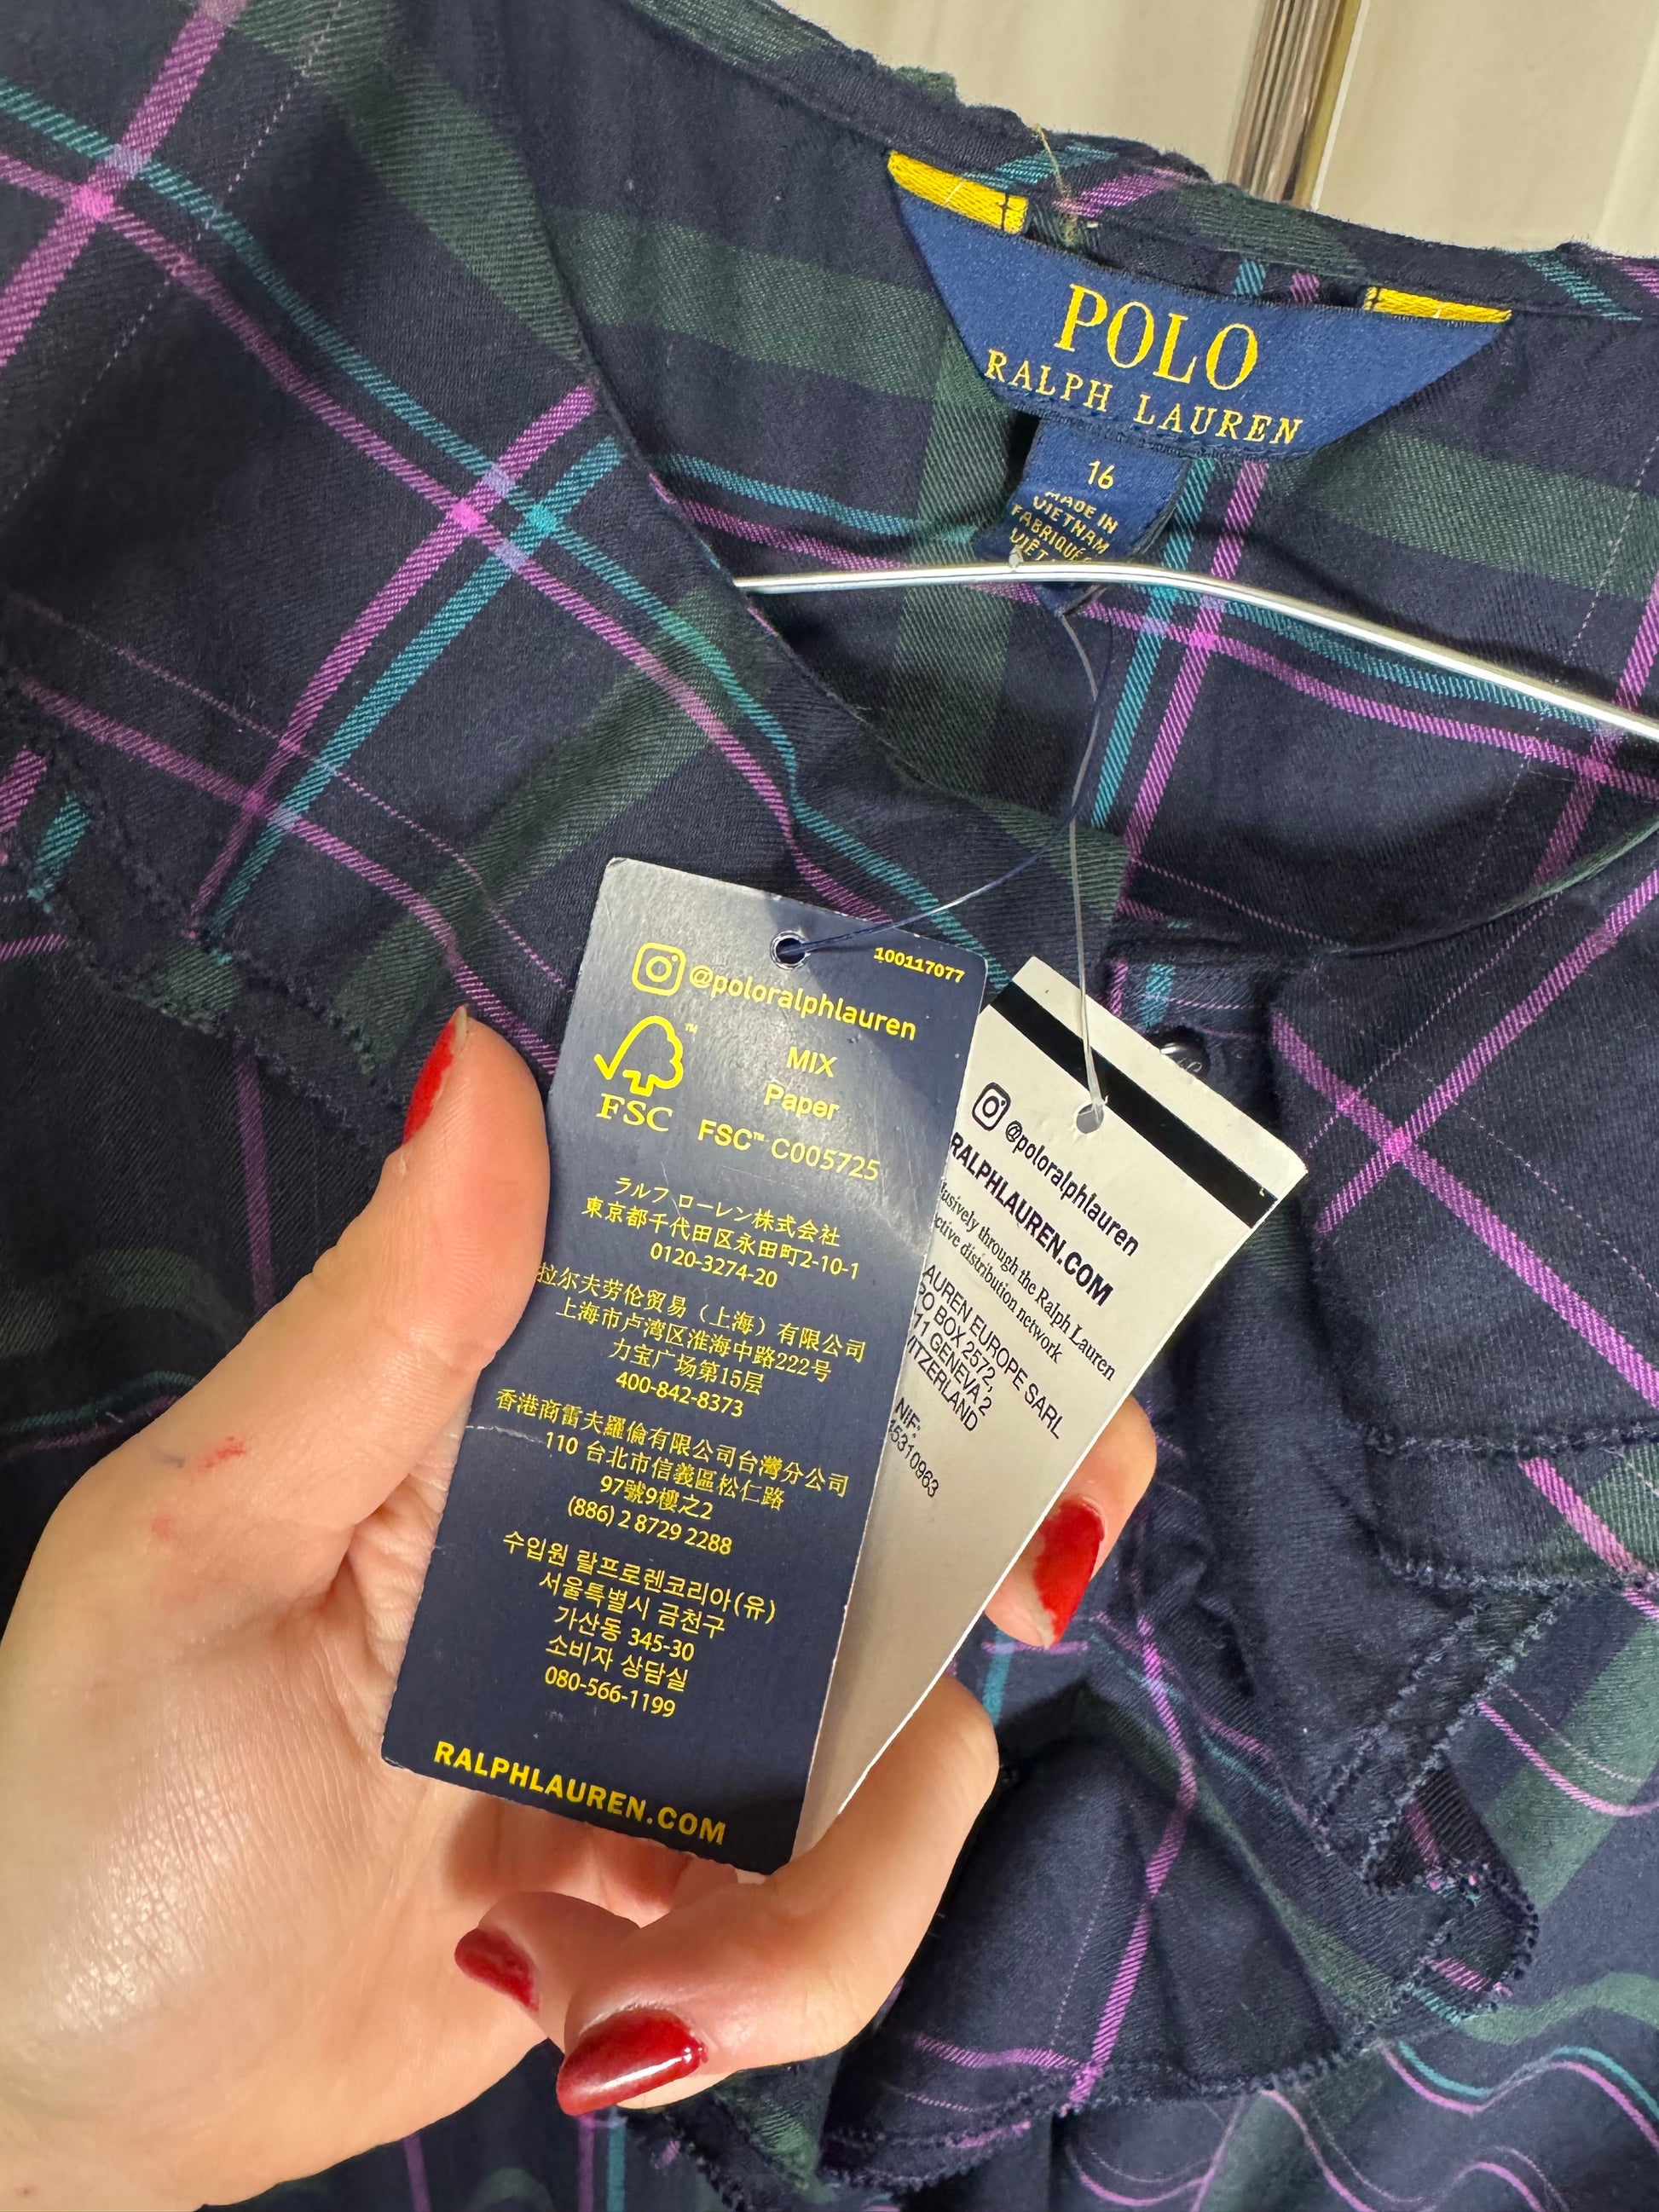 POLO
RALPH LAUREN
16
MADE IN
VIETNAM
FABRIQUÉ
VIÊT
100117077
@poloralphlauren
MIX
Paper
FSC
FSC™ C005725
ラルフ ローレン株式会社
東京都千代田区永田町2-10-1
0120-3274-20
拉尔夫劳伦贸易（上海）有限公司
上海市卢湾区淮海中路222号
力宝广场第15层
400-842-8373
香港商雷夫羅倫有限公司台灣分公司
110 台北市信義區松仁路
97號9樓之2
(886) 2 8729 2288
수입원 랄프로렌코리아(유)
서울특별시 금천구
가산동 345-30
소비자 상담실
080-566-1199
RALPHLAUREN.COM
@poloralphlauren
RALPHLAUREN.COM
usively through the Ralph Lauren
ctive distribution network
AUREN EUROPE SARL
PO BOX 2572,
11 GENEVA 2
ITZERLAND
NIF:
5310963